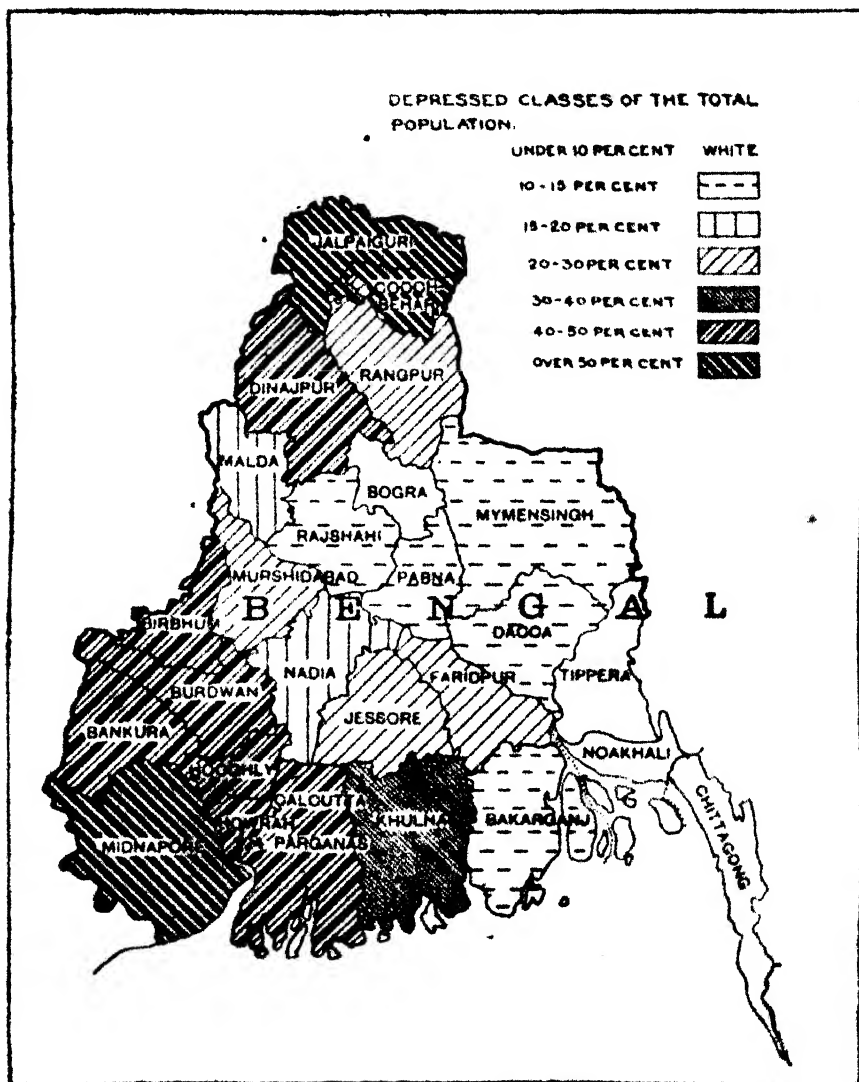 DEPRESSED CLASSES OF THE TOTAL
POPULATION.
UNDER 10 PER CENT WHITE
10-15 PER CENT
15-20 PER CENT
20-30 PER CENT
30-40 PER CENT
40-50 PER CENT
OVER 50 PER CENT
JALPAIGURI
COOCH
BEHAR
DINAJPUR
RANGPUR
MALDA
BOGRA
MYMENSINGH
RAJSHAHI
MURSHIDABAD
PABNA
BENGAL
BIRBHUM
DACCA
NADIA
FARIDPUR
TIPPERA
BURDWAN
BANKURA
JESSORE
NOAKHALI
HOOGHLY
CALCUTTA
CHITTAGONG
HOWRAH
KHULNA
BAKARGANJ
MIDNAPORE
PARGANAS